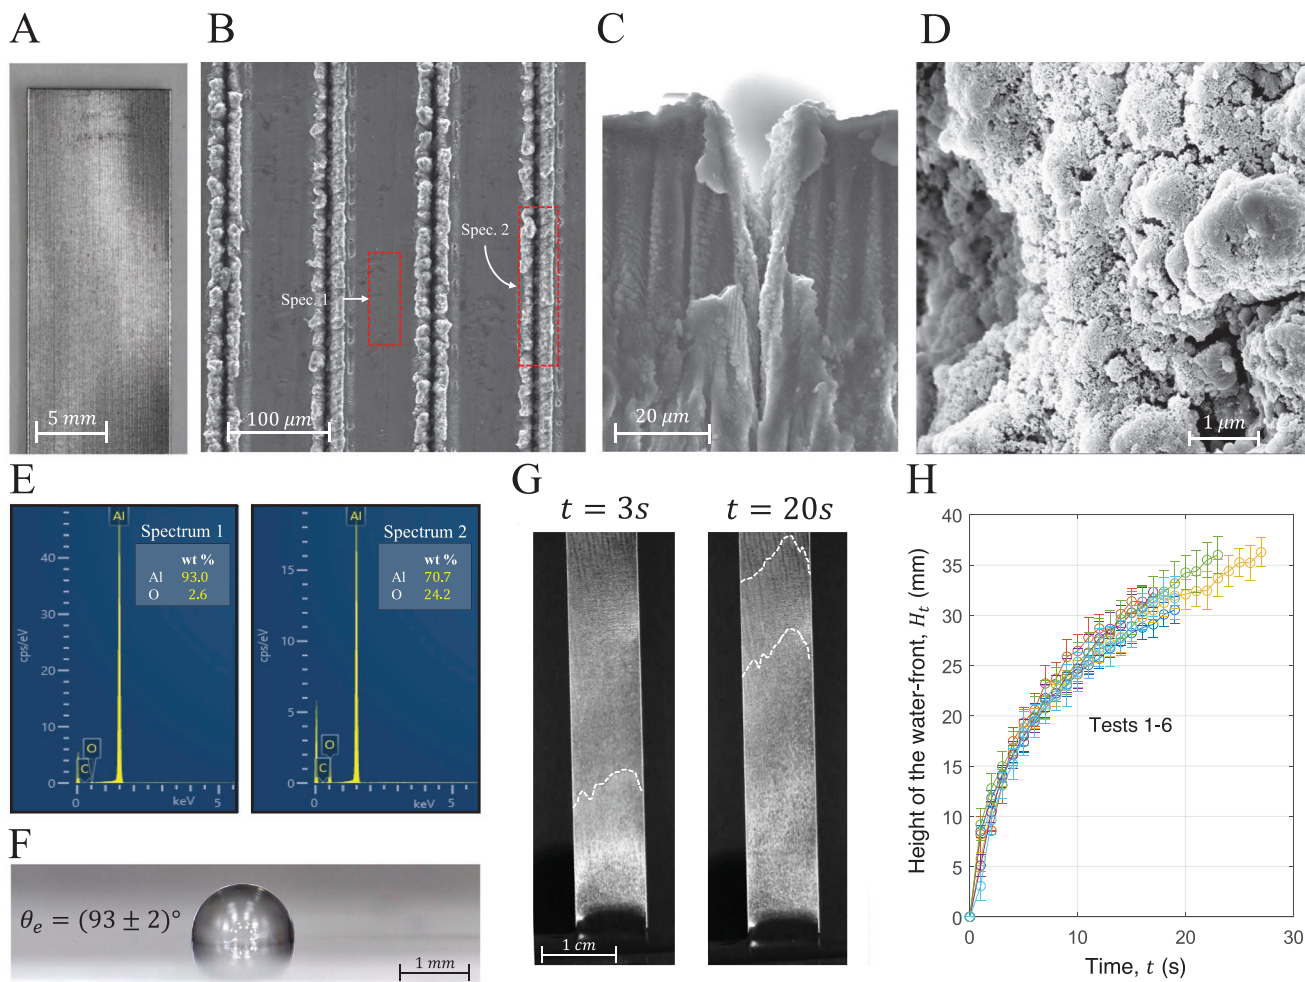 A
B
C
D
5 mm
Spec. 1
Spec. 2
100 μm
20 μm
1 μm
E
Al
40
30
20
10
0
cps/eV
Spectrum 1
wt %
Al 93.0
O 2.6
O
C
0
keV
5
Al
15
10
5
0
cps/eV
Spectrum 2
wt %
Al 70.7
O 24.2
O
C
0
keV
5
F
θe = (93 ± 2)°
1 mm
G
t = 3s
t = 20s
1 cm
H
40
35
30
25
20
15
10
5
0
Height of the water-front, Ht (mm)
Tests 1-6
0
10
20
30
Time, t (s)